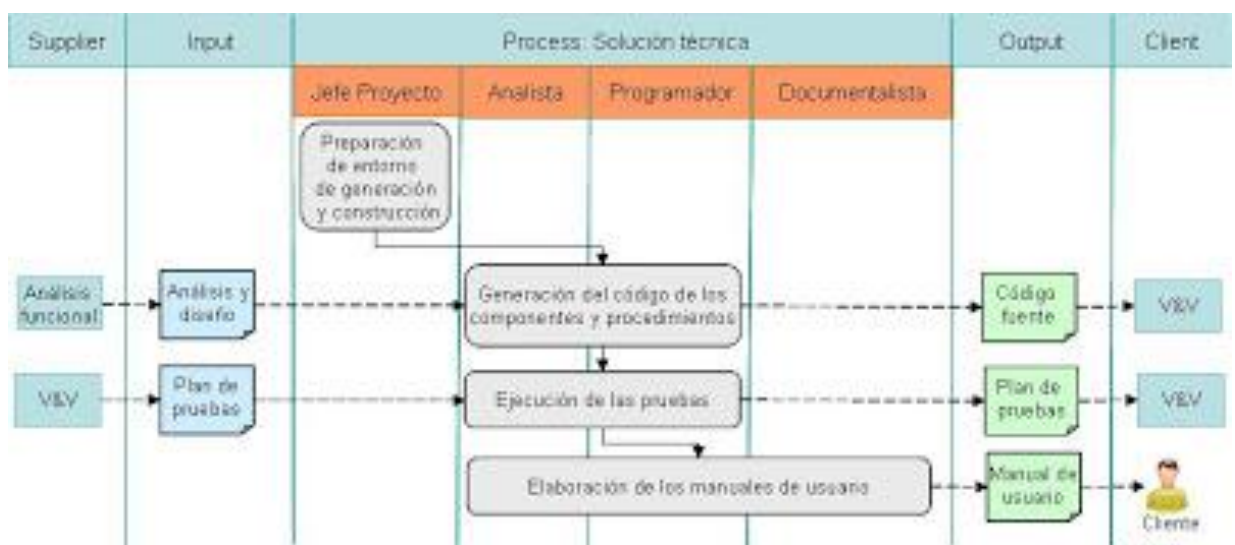 Supplier
Input
Process: Solución técnica
Output
Client
Jefe Proyecto
Analista
Programador
Documentalista
Preparación
de entorno
de generación
y construcción
Análisis
funcional
Análisis y
diseño
Generación del código de los
componentes y procedimientos
Código
fuente
V&V
V&V
Plan de
pruebas
Ejecución de las pruebas
Plan de
pruebas
V&V
Elaboración de los manuales de usuario
Manual de
usuario
Cliente